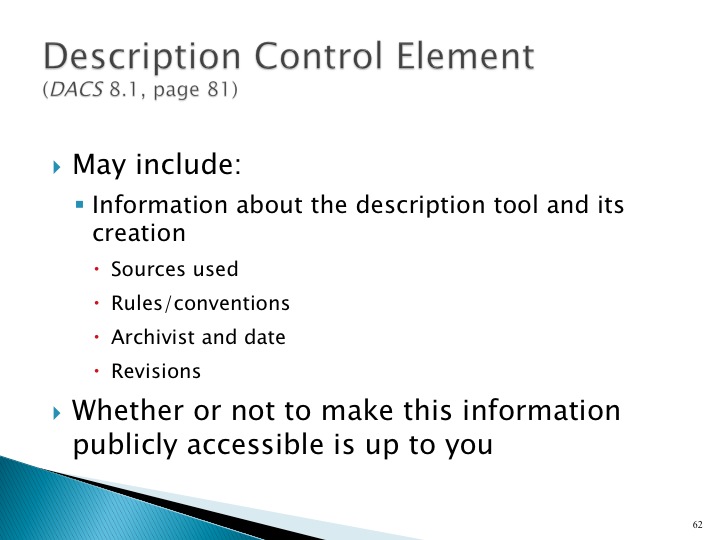 Description Control Element
(DACS 8.1, page 81)
May include:
Information about the description tool and its
creation
Sources used
Rules/conventions
Archivist and date
Revisions
Whether or not to make this information
publicly accessible is up to you
62